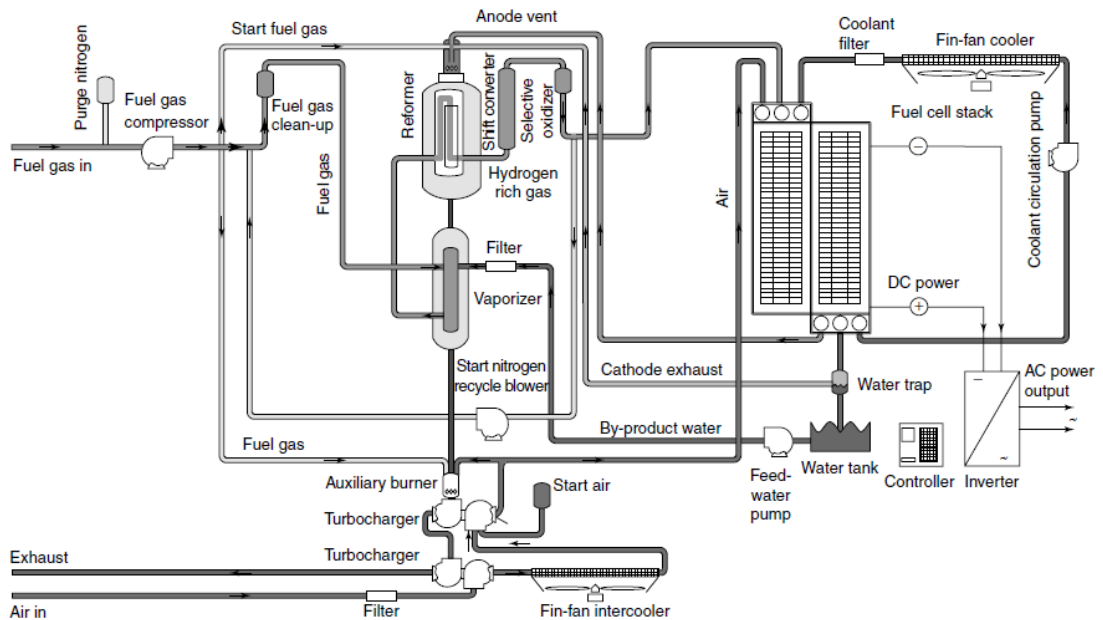 Start fuel gas
Anode vent
Coolant
filter
Fin-fan cooler
Purge nitrogen
Fuel gas
compressor
Fuel gas
clean-up
Reformer
Shift converter
Selective
oxidizer
Fuel cell stack
Coolant circulation pump
Fuel gas in
Fuel gas
Hydrogen
rich gas
Air
−
Filter
Vaporizer
DC power
+
Start nitrogen
recycle blower
Cathode exhaust
Water trap
AC power
output
−
~
~
By-product water
Fuel gas
Water tank
Controller
Inverter
Auxiliary burner
Start air
Feed-
water
pump
Turbocharger
Turbocharger
Exhaust
Air in
Filter
Fin-fan intercooler